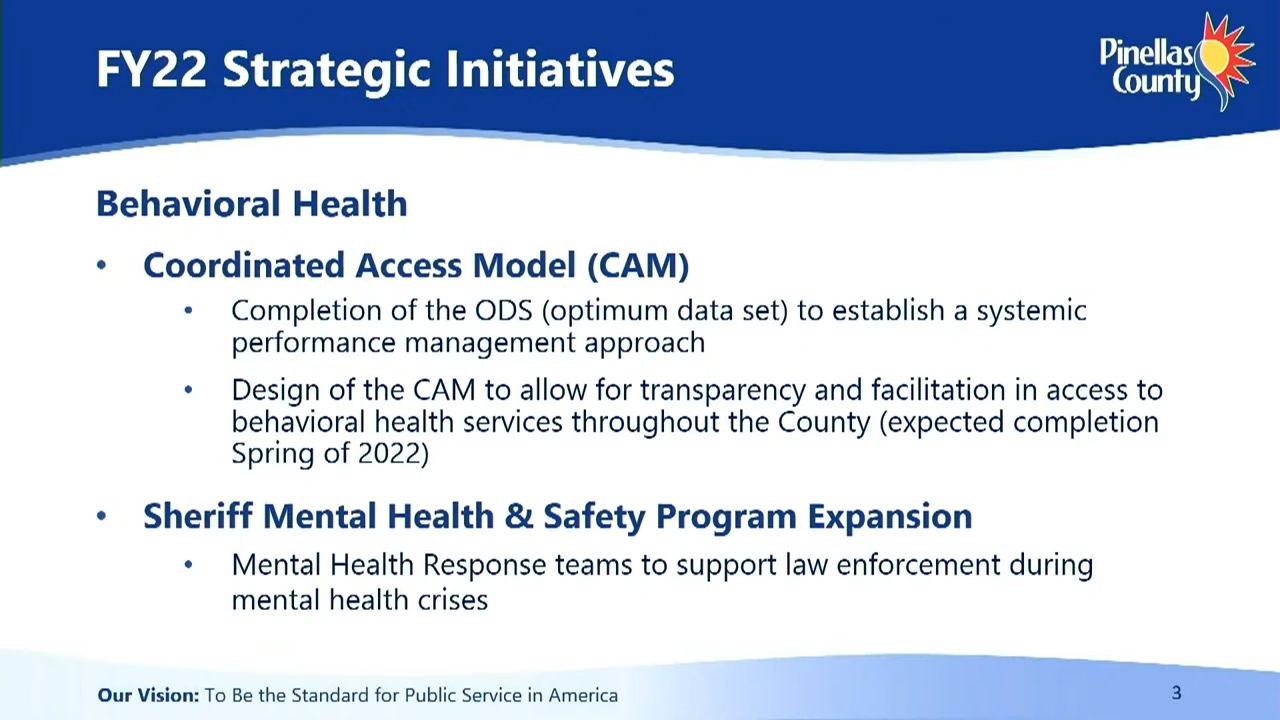 FY22 Strategic Initiatives
Pinellas
County
Behavioral Health
• Coordinated Access Model (CAM)
• Completion of the ODS (optimum data set) to establish a systemic
performance management approach
• Design of the CAM to allow for transparency and facilitation in access to
behavioral health services throughout the County (expected completion
Spring of 2022)
• Sheriff Mental Health & Safety Program Expansion
• Mental Health Response teams to support law enforcement during
mental health crises
Our Vision: To Be the Standard for Public Service in America
3